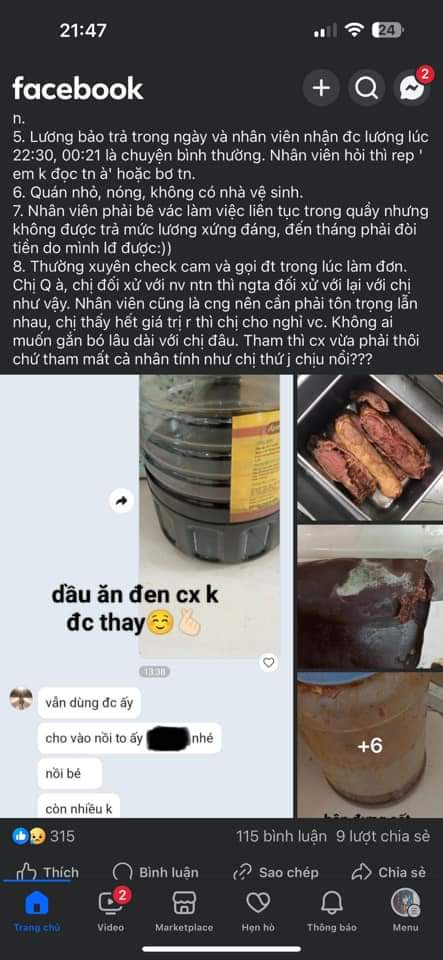 21:47
24
facebook
2
n.
5. Lương bảo trả trong ngày và nhân viên nhận đc lương lúc
22:30, 00:21 là chuyện bình thường. Nhân viên hỏi thì rep '
em k đọc tn à' hoặc bơ tn.
6. Quán nhỏ, nóng, không có nhà vệ sinh.
7. Nhân viên phải bê vác làm việc liên tục trong quầy nhưng
không được trả mức lương xứng đáng, đến tháng phải đòi
tiền do mình lđ được:))
8. Thường xuyên check cam và gọi đt trong lúc làm đơn.
Chị Q à, chị đối xử với nv ntn thì ngta đối xử với lại với chị
như vậy. Nhân viên cũng là cng nên cần phải tôn trọng lẫn
nhau, chị thấy hết giá trị r thì chị cho nghỉ vc. Không ai
muốn gắn bó lâu dài với chị đâu. Tham thì cx vừa phải thôi
chứ tham mất cả nhân tính như chị thứ j chịu nổi???
dầu ăn đen cx k
đc thay☺️🫰🏻
13:38
vẫn dùng đc ấy
cho vào nồi to ấy
nhé
nồi bé
còn nhiều k
+6
315
115 bình luận 9 lượt chia sẻ
Thích
Bình luận
Sao chép
Chia sẻ
2
Trang chủ
Video
Marketplace
Hẹn hò
Thông báo
Menu